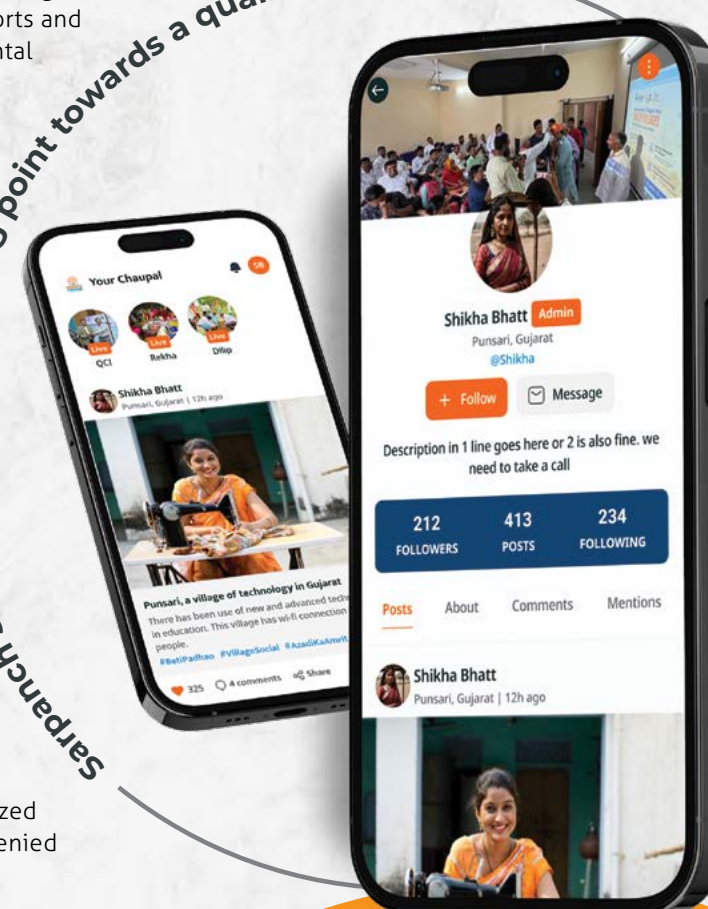 orts and
ntal
point towards a
Sarpanch
ized
enied
Your Chaupal
SB
Live
QCI
Live
Rekha
Live
Dilip
Shikha Bhatt
Punsari, Gujarat | 12h ago
Punsari, a village of technology in Gujarat
There has been use of new and advanced tech
in education. This village has wi-fi connection
people.
#BetiPadhao #VillageSocial #AzadiKaAmrit
325 4 comments Share
Shikha Bhatt Admin
Punsari, Gujarat
@Shikha
+ Follow Message
Description in 1 line goes here or 2 is also fine. we
need to take a call
212 413 234
FOLLOWERS POSTS FOLLOWING
Posts About Comments Mentions
Shikha Bhatt
Punsari, Gujarat | 12h ago